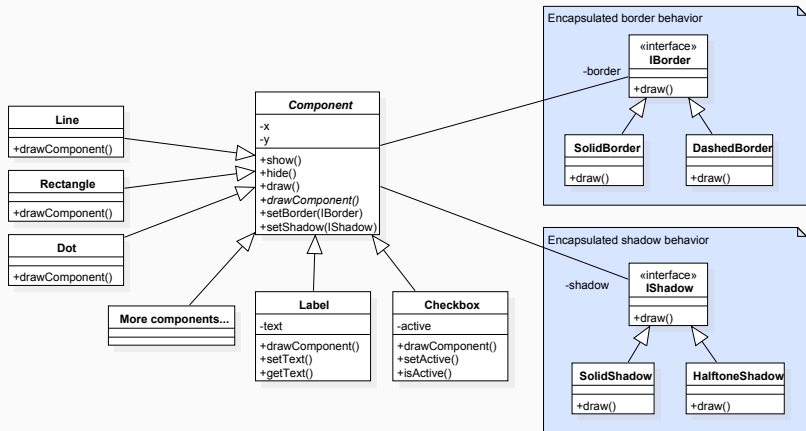 Line
+drawComponent()
Rectangle
+drawComponent()
Dot
+drawComponent()
Component
-x
-y
+show()
+hide()
+draw()
+drawComponent()
+setBorder(IBorder)
+setShadow(IShadow)
More components...
Label
-text
+drawComponent()
+setText()
+getText()
Checkbox
-active
+drawComponent()
+setActive()
+isActive()
Encapsulated border behavior
-border
«interface»
IBorder
+draw()
SolidBorder
+draw()
DashedBorder
+draw()
Encapsulated shadow behavior
-shadow
«interface»
IShadow
+draw()
SolidShadow
+draw()
HalftoneShadow
+draw()